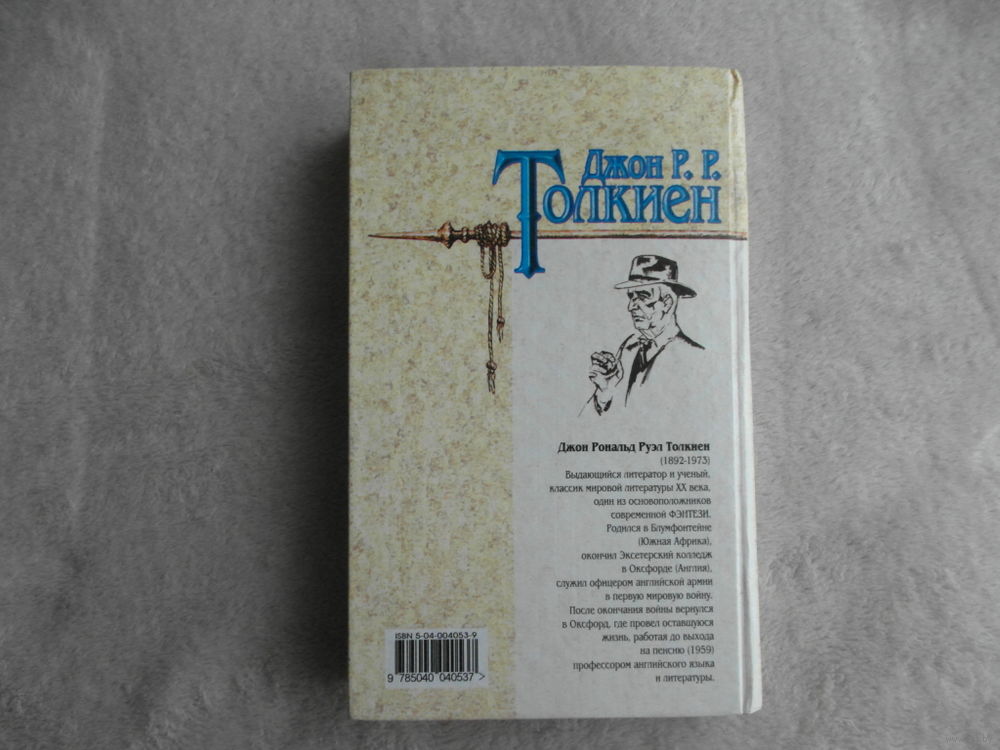 Джон Р. Р.
Толкиен
Джон Рональд Руэл Толкиен
(1892-1973)
Выдающийся литератор и ученый,
классик мировой литературы XX века,
один из основоположников
современной ФЭНТЕЗИ.
Родился в Блумфонтейне
(Южная Африка),
окончил Эксетерский колледж
в Оксфорде (Англия),
служил офицером английской армии
в первую мировую войну.
После окончания войны вернулся
в Оксфорд, где провел оставшуюся
жизнь, работая до выхода
на пенсию (1959)
профессором английского языка
и литературы.
ISBN 5-04-004053-9
9 785040 040537 >